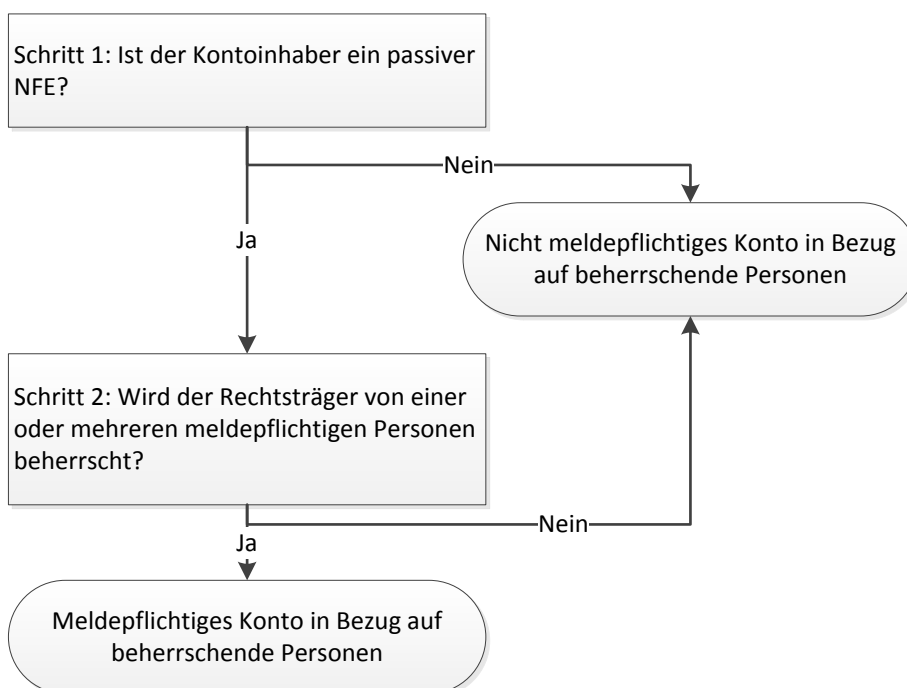 Schritt 1: Ist der Kontoinhaber ein passiver
NFE?
Nein
Ja
Nicht meldepflichtiges Konto in Bezug
auf beherrschende Personen
Schritt 2: Wird der Rechtsträger von einer
oder mehreren meldepflichtigen Personen
beherrscht?
Nein
Ja
Meldepflichtiges Konto in Bezug auf
beherrschende Personen